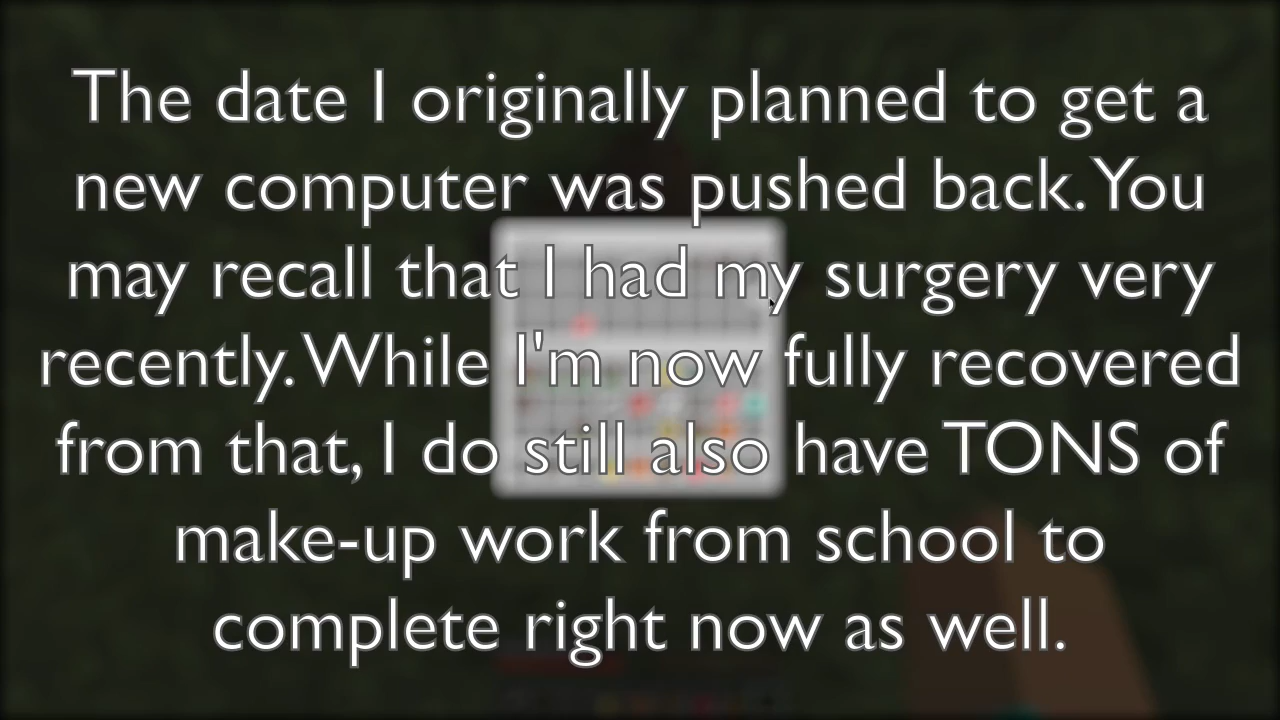 The date I originally planned to get a
new computer was pushed back. You
may recall that I had my surgery very
recently. While I'm now fully recovered
from that, I do still also have TONS of
make-up work from school to
complete right now as well.